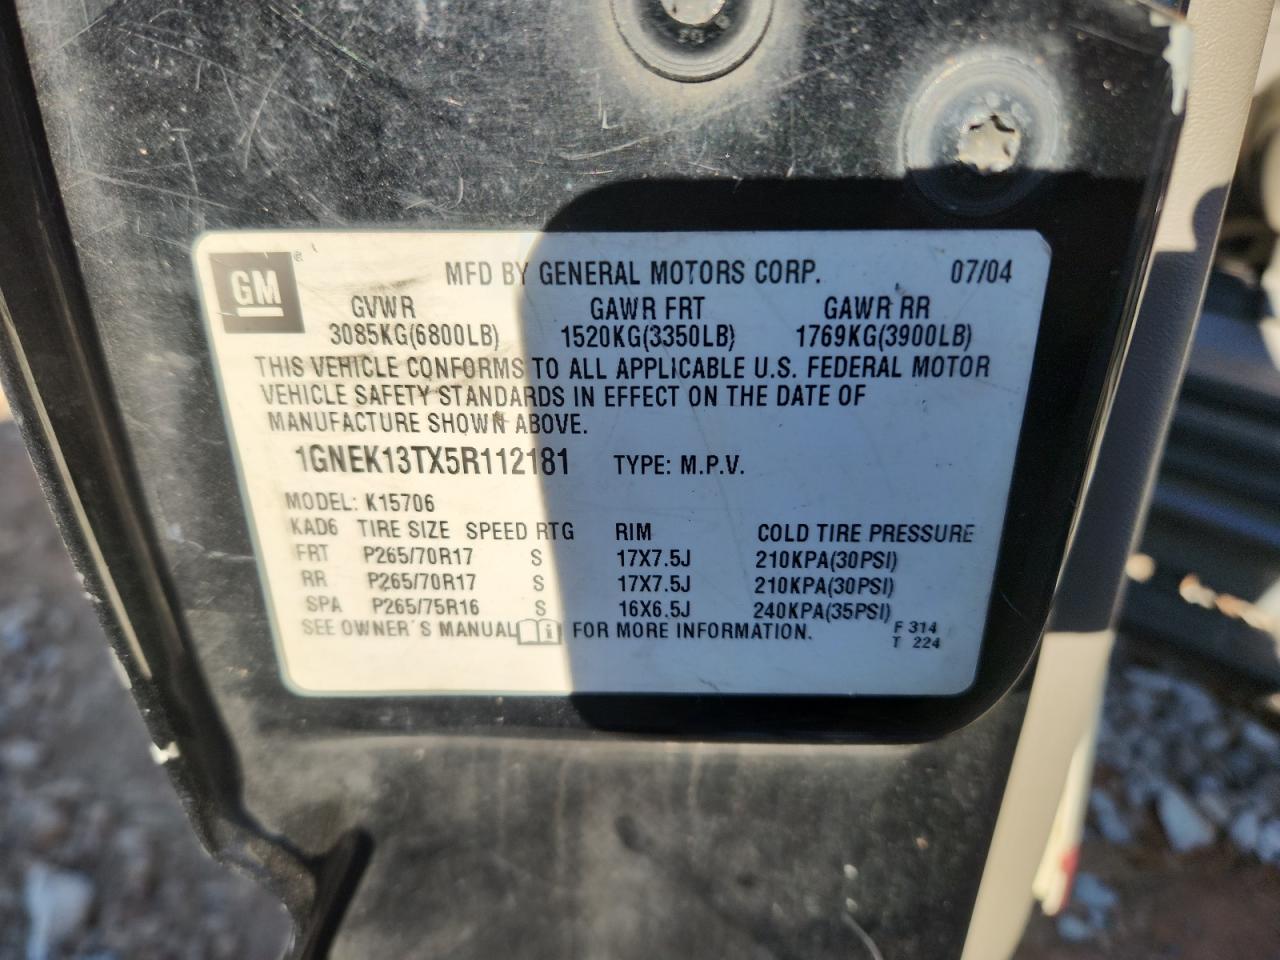 GM ®
MFD BY GENERAL MOTORS CORP. 07/04
GVWR GAWR FRT GAWR RR
3085KG(6800LB) 1520KG(3350LB) 1769KG(3900LB)
THIS VEHICLE CONFORMS TO ALL APPLICABLE U.S. FEDERAL MOTOR
VEHICLE SAFETY STANDARDS IN EFFECT ON THE DATE OF
MANUFACTURE SHOWN ABOVE.
1GNEK13TX5R112181 TYPE: M.P.V.
MODEL: K15706
KAD6 TIRE SIZE SPEED RTG RIM COLD TIRE PRESSURE
FRT P265/70R17 S 17X7.5J 210KPA(30PSI)
RR P265/70R17 S 17X7.5J 210KPA(30PSI)
SPA P265/75R16 S 16X6.5J 240KPA(35PSI)
SEE OWNER'S MANUAL i FOR MORE INFORMATION. F 314
T 224